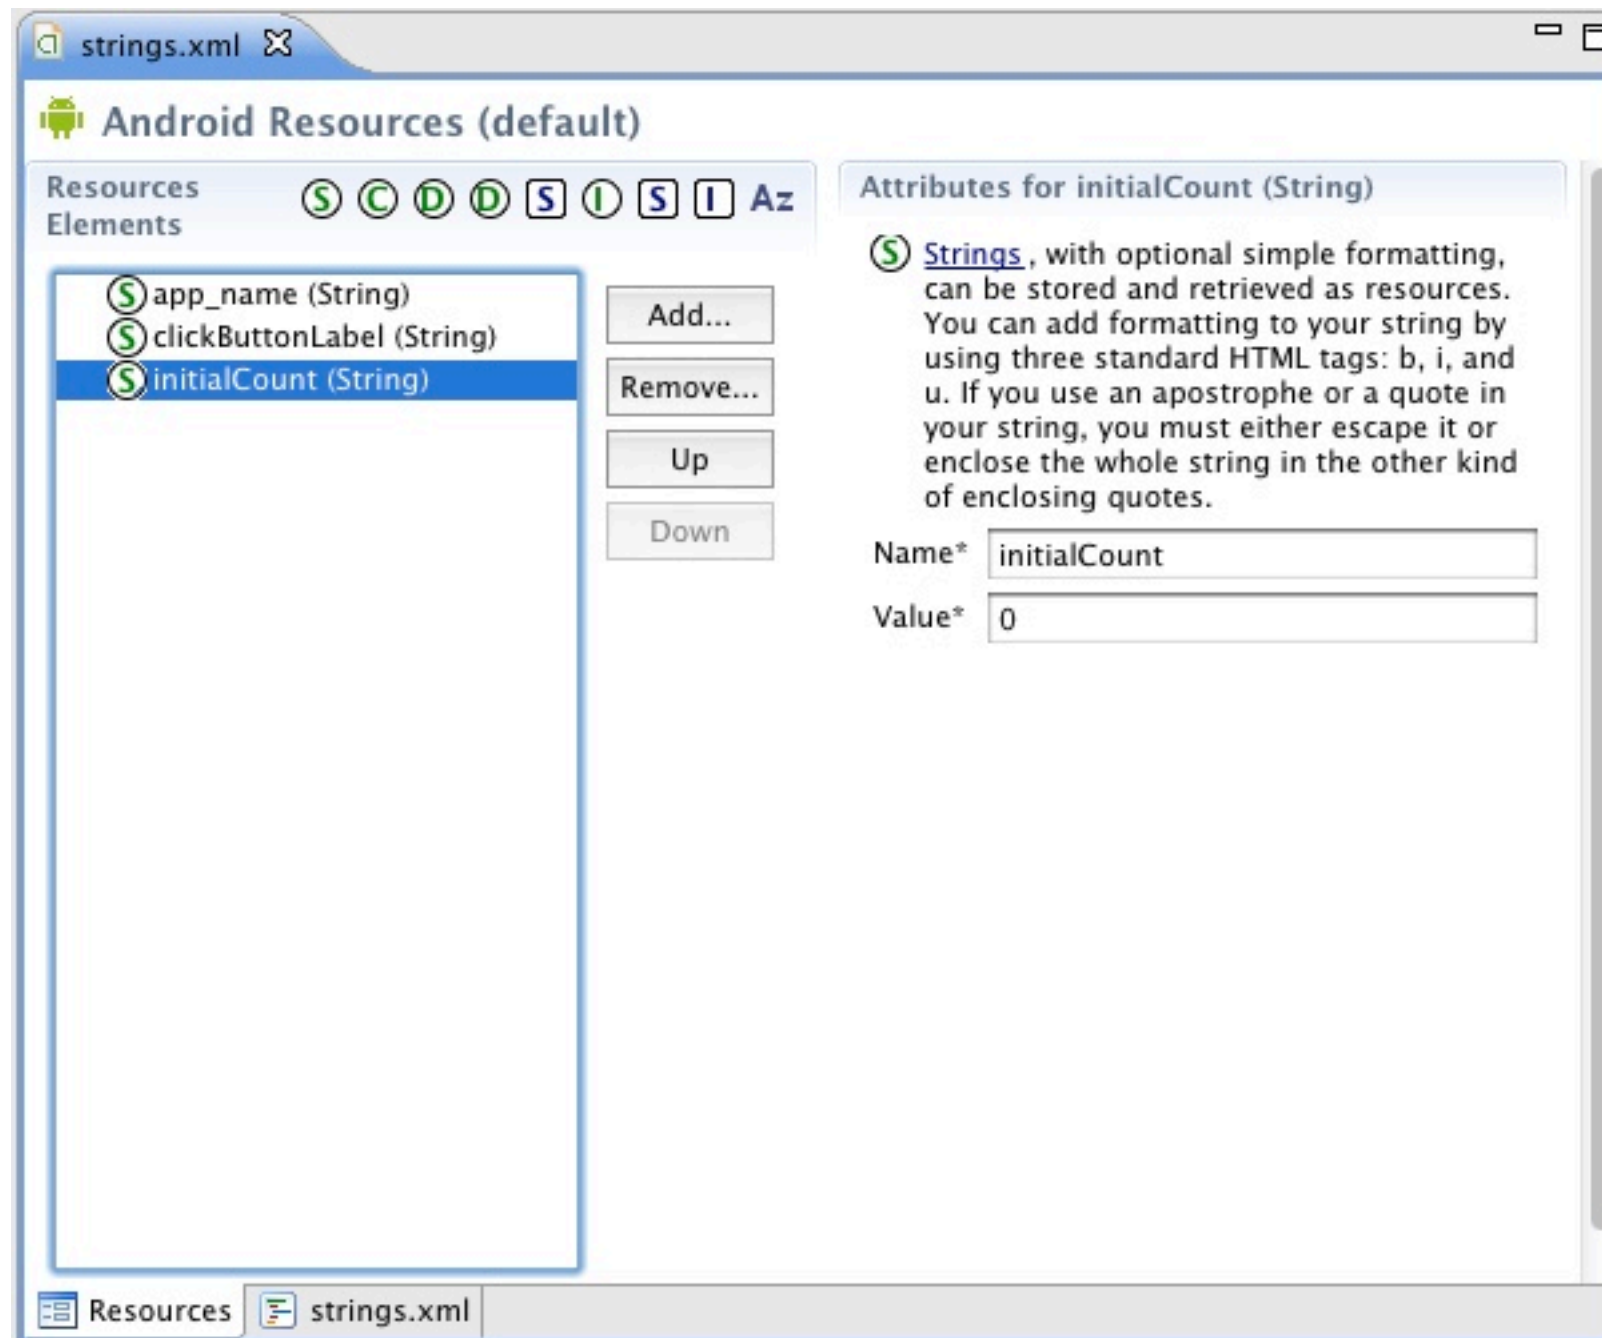 strings.xml
Android Resources (default)
Resources
Elements
S C D D S I S I Az
app_name (String)
clickButtonLabel (String)
initialCount (String)
Add...
Remove...
Up
Down
Attributes for initialCount (String)
S Strings, with optional simple formatting,
can be stored and retrieved as resources.
You can add formatting to your string by
using three standard HTML tags: b, i, and
u. If you use an apostrophe or a quote in
your string, you must either escape it or
enclose the whole string in the other kind
of enclosing quotes.
Name* initialCount
Value* 0
Resources strings.xml